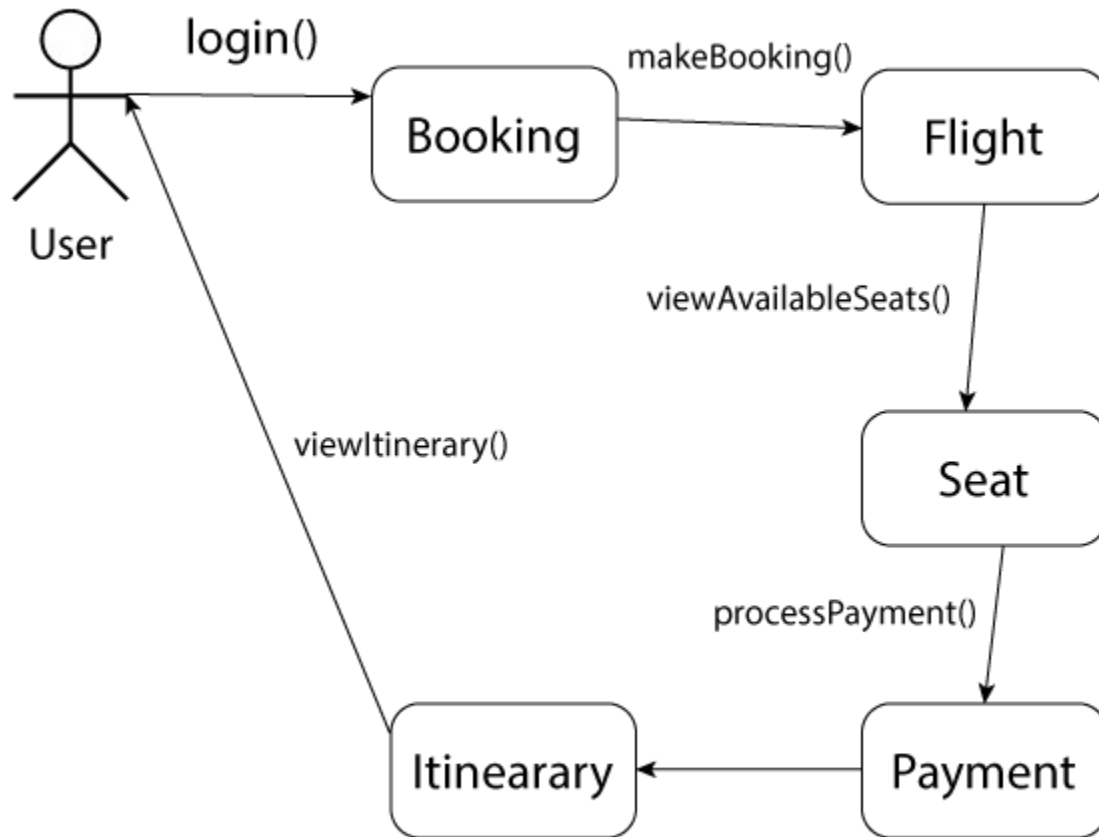 login()
makeBooking()
Booking
Flight
User
viewAvailableSeats()
viewItinerary()
Seat
processPayment()
Itinearary
Payment